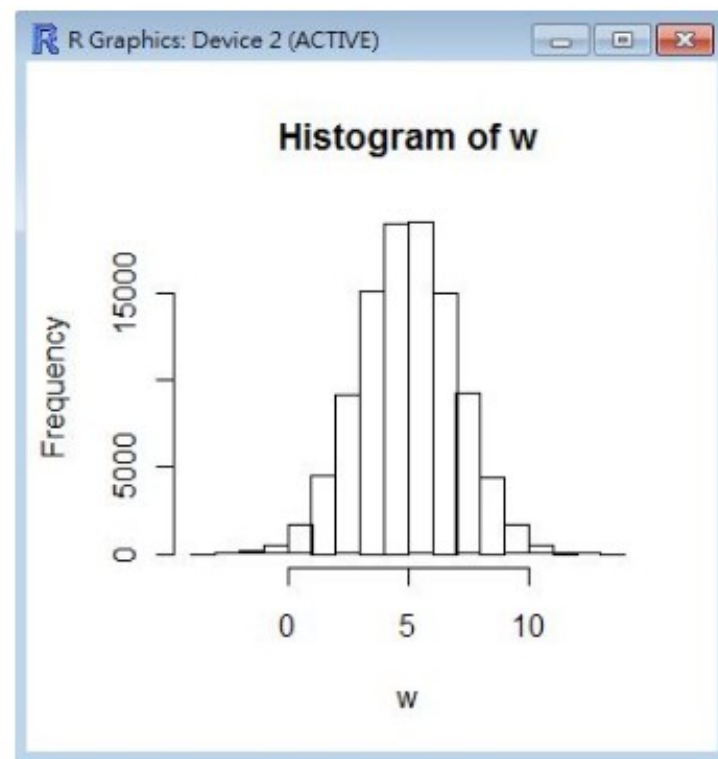 R Graphics: Device 2 (ACTIVE)
Histogram of w
Frequency
15000
5000
0
0 5 10
w